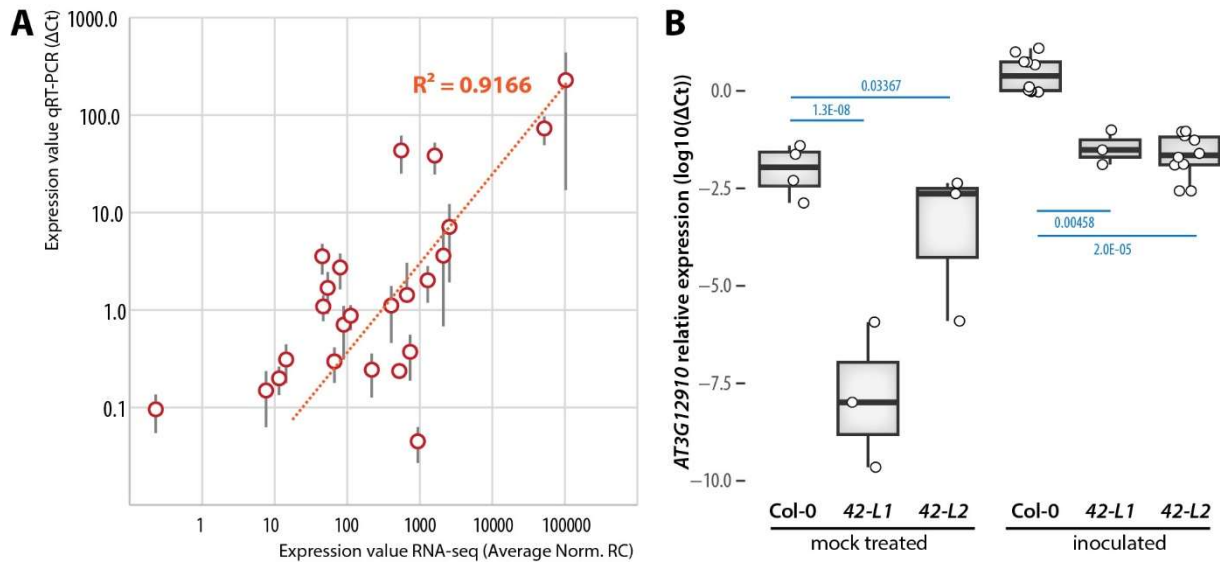 A
Expression value qRT-PCR (ΔCt)
1000.0
100.0
10.0
1.0
0.1
R² = 0.9166
1
10
100
1000
10000
100000
Expression value RNA-seq (Average Norm. RC)
B
AT3G12910 relative expression (log10(ΔCt))
0.0
−2.5
−5.0
−7.5
−10.0
0.03367
1.3E-08
0.00458
2.0E-05
Col-0 42-L1 42-L2 Col-0 42-L1 42-L2
mock treated inoculated